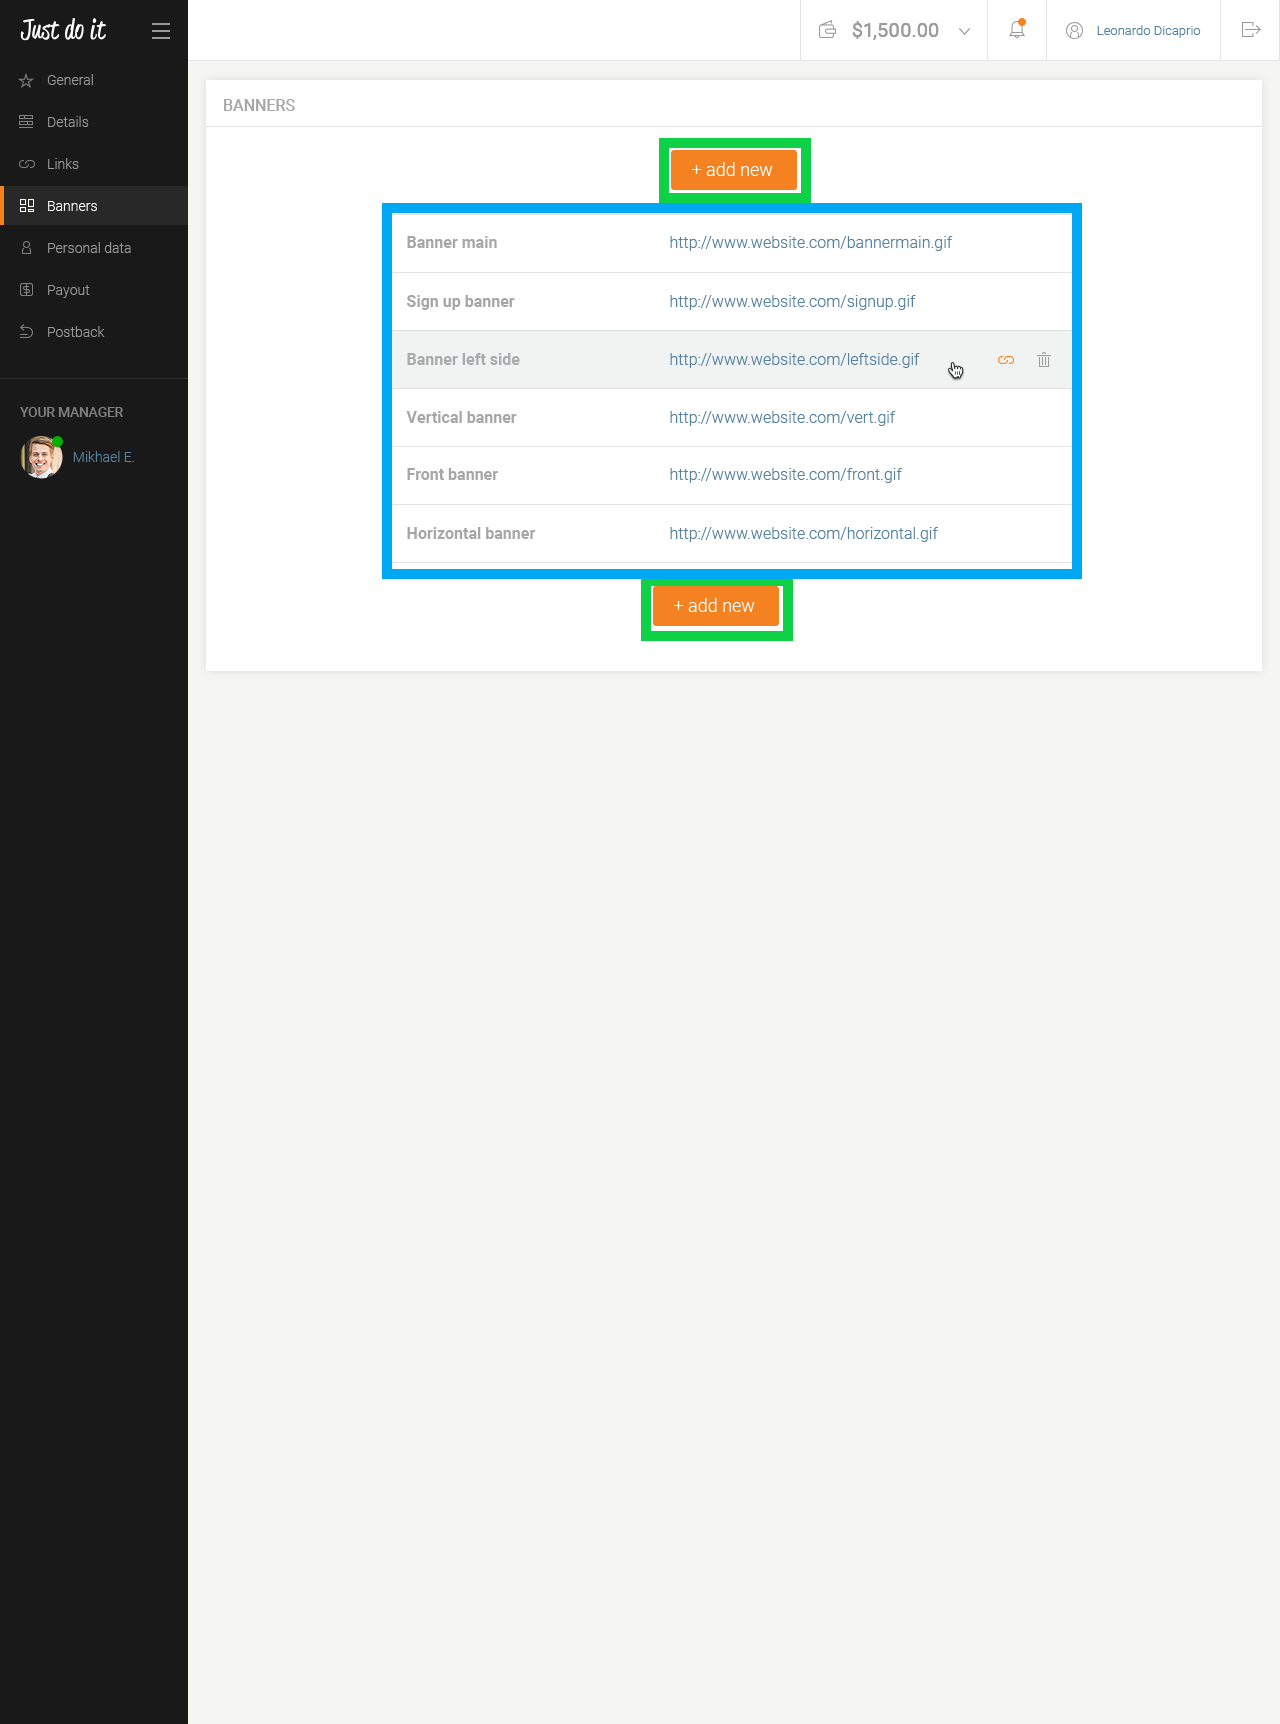 Just do it
$1,500.00
Leonardo Dicaprio
General
Details
Links
Banners
Personal data
Payout
Postback
YOUR MANAGER
Mikhael E.
BANNERS
+ add new
Banner main http://www.website.com/bannermain.gif
Sign up banner http://www.website.com/signup.gif
Banner left side http://www.website.com/leftside.gif
Vertical banner http://www.website.com/vert.gif
Front banner http://www.website.com/front.gif
Horizontal banner http://www.website.com/horizontal.gif
+ add new